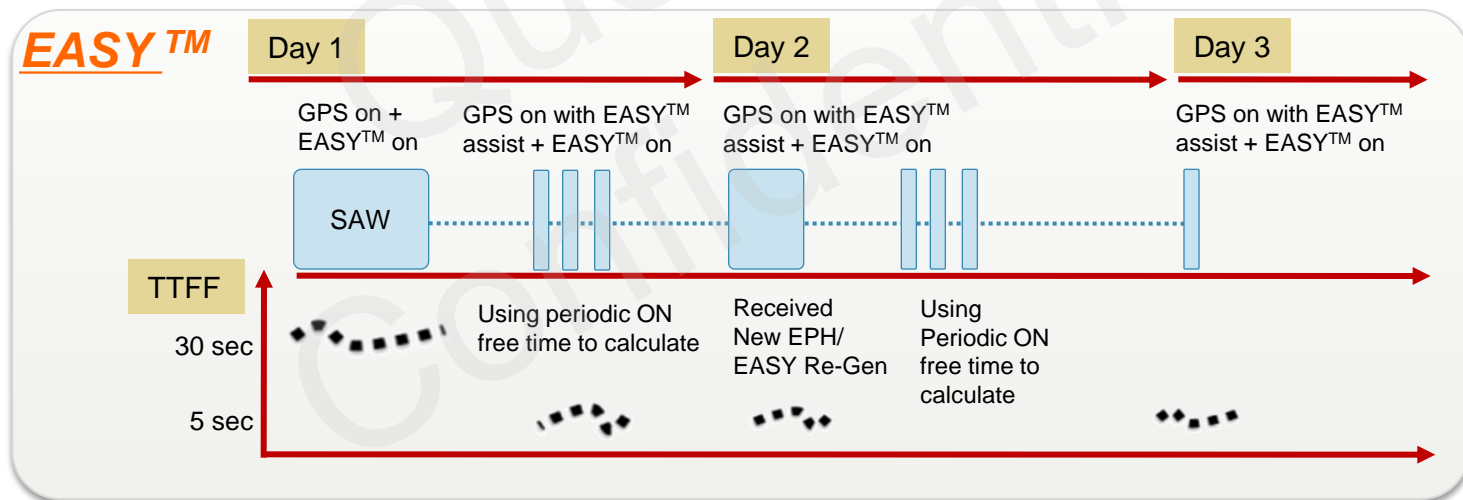 EASY TM
Day 1
Day 2
Day 3
GPS on +
EASYTM on
GPS on with EASYTM
assist + EASYTM on
GPS on with EASYTM
assist + EASYTM on
GPS on with EASYTM
assist + EASYTM on
SAW
TTFF
30 sec
5 sec
Using periodic ON
free time to calculate
Received
New EPH/
EASY Re-Gen
Using
Periodic ON
free time to
calculate